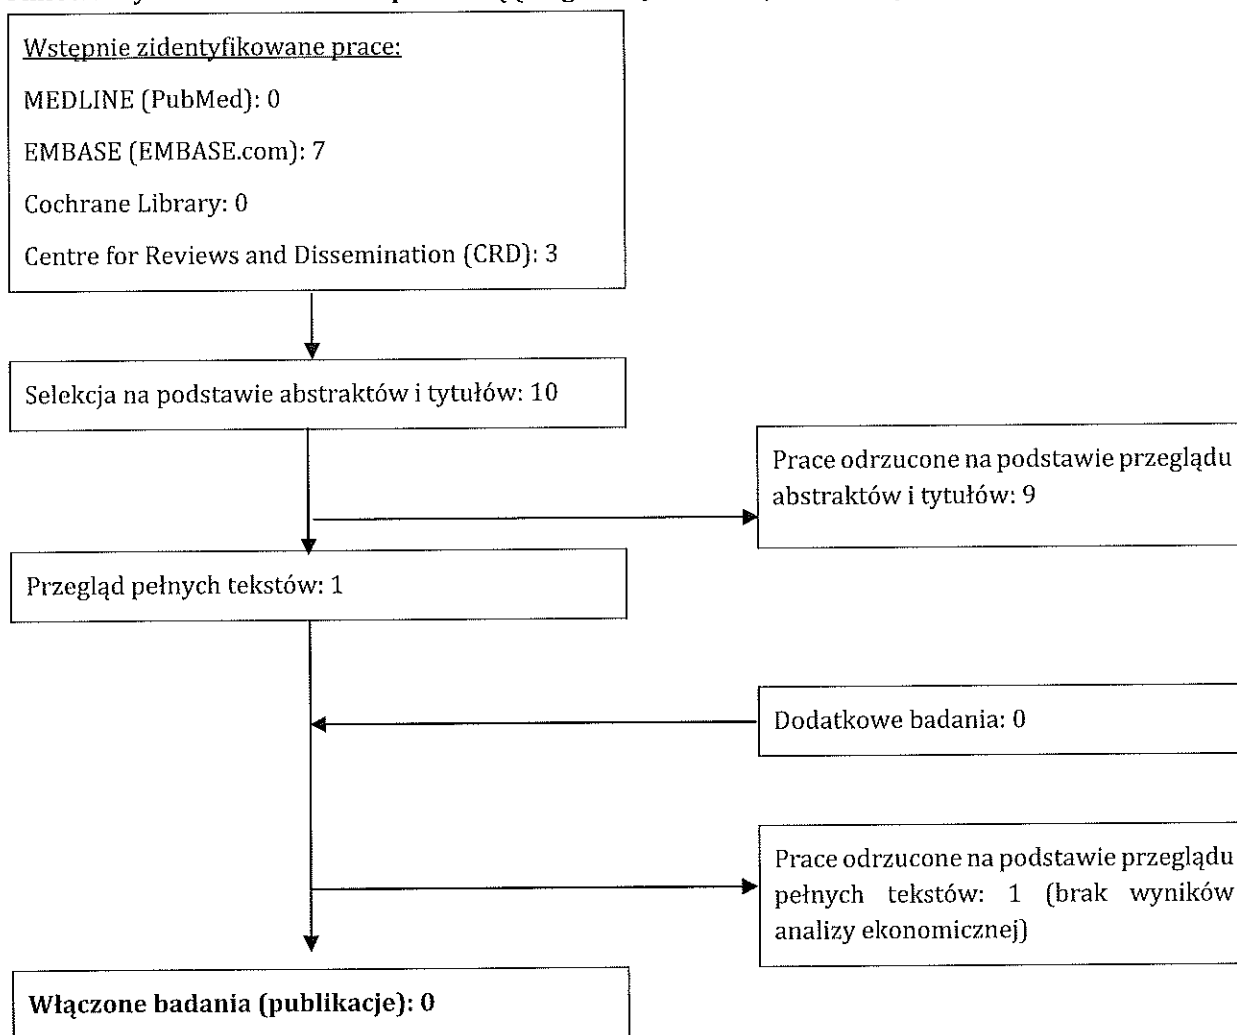 Wstępnie zidentyfikowane prace:
MEDLINE (PubMed): 0
EMBASE (EMBASE.com): 7
Cochrane Library: 0
Centre for Reviews and Dissemination (CRD): 3
Selekcja na podstawie abstraktów i tytułów: 10
Prace odrzucone na podstawie przeglądu
abstraktów i tytułów: 9
Przegląd pełnych tekstów: 1
Dodatkowe badania: 0
Prace odrzucone na podstawie przeglądu
pełnych tekstów: 1 (brak wyników
analizy ekonomicznej)
Włączone badania (publikacje): 0